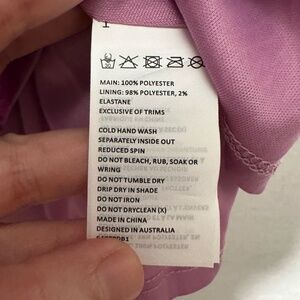 MAIN: 100% POLYESTER
LINING: 98% POLYESTER, 2%
ELASTANE
EXCLUSIVE OF TRIMS
COLD HAND WASH
SEPARATELY INSIDE OUT
REDUCED SPIN
DO NOT BLEACH, RUB, SOAK OR
WRING
DO NOT TUMBLE DRY
DRIP DRY IN SHADE
DO NOT IRON
DO NOT DRYCLEAN (X)
MADE IN CHINA
DESIGNED IN AUSTRALIA